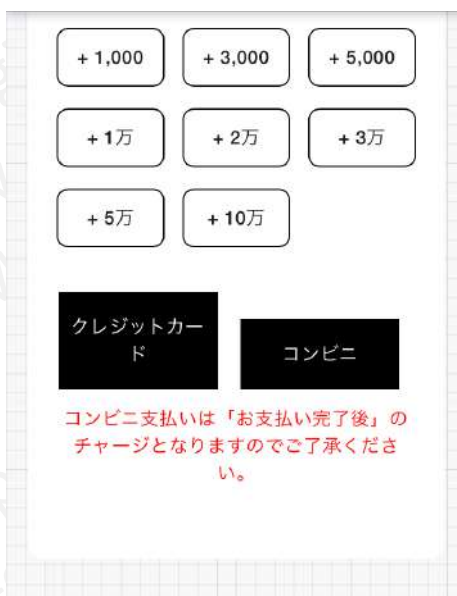 + 1,000 + 3,000 + 5,000
+ 1万 + 2万 + 3万
+ 5万 + 10万
クレジットカー
ド
コンビニ
コンビニ支払いは「お支払い完了後」の
チャージとなりますのでご了承くださ
い。